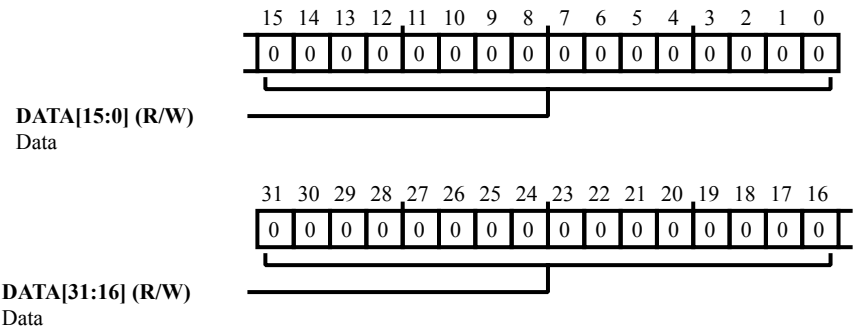 15 14 13 12 11 10 9 8 7 6 5 4 3 2 1 0
0 0 0 0 0 0 0 0 0 0 0 0 0 0 0 0
DATA[15:0] (R/W)
Data
31 30 29 28 27 26 25 24 23 22 21 20 19 18 17 16
0 0 0 0 0 0 0 0 0 0 0 0 0 0 0 0
DATA[31:16] (R/W)
Data